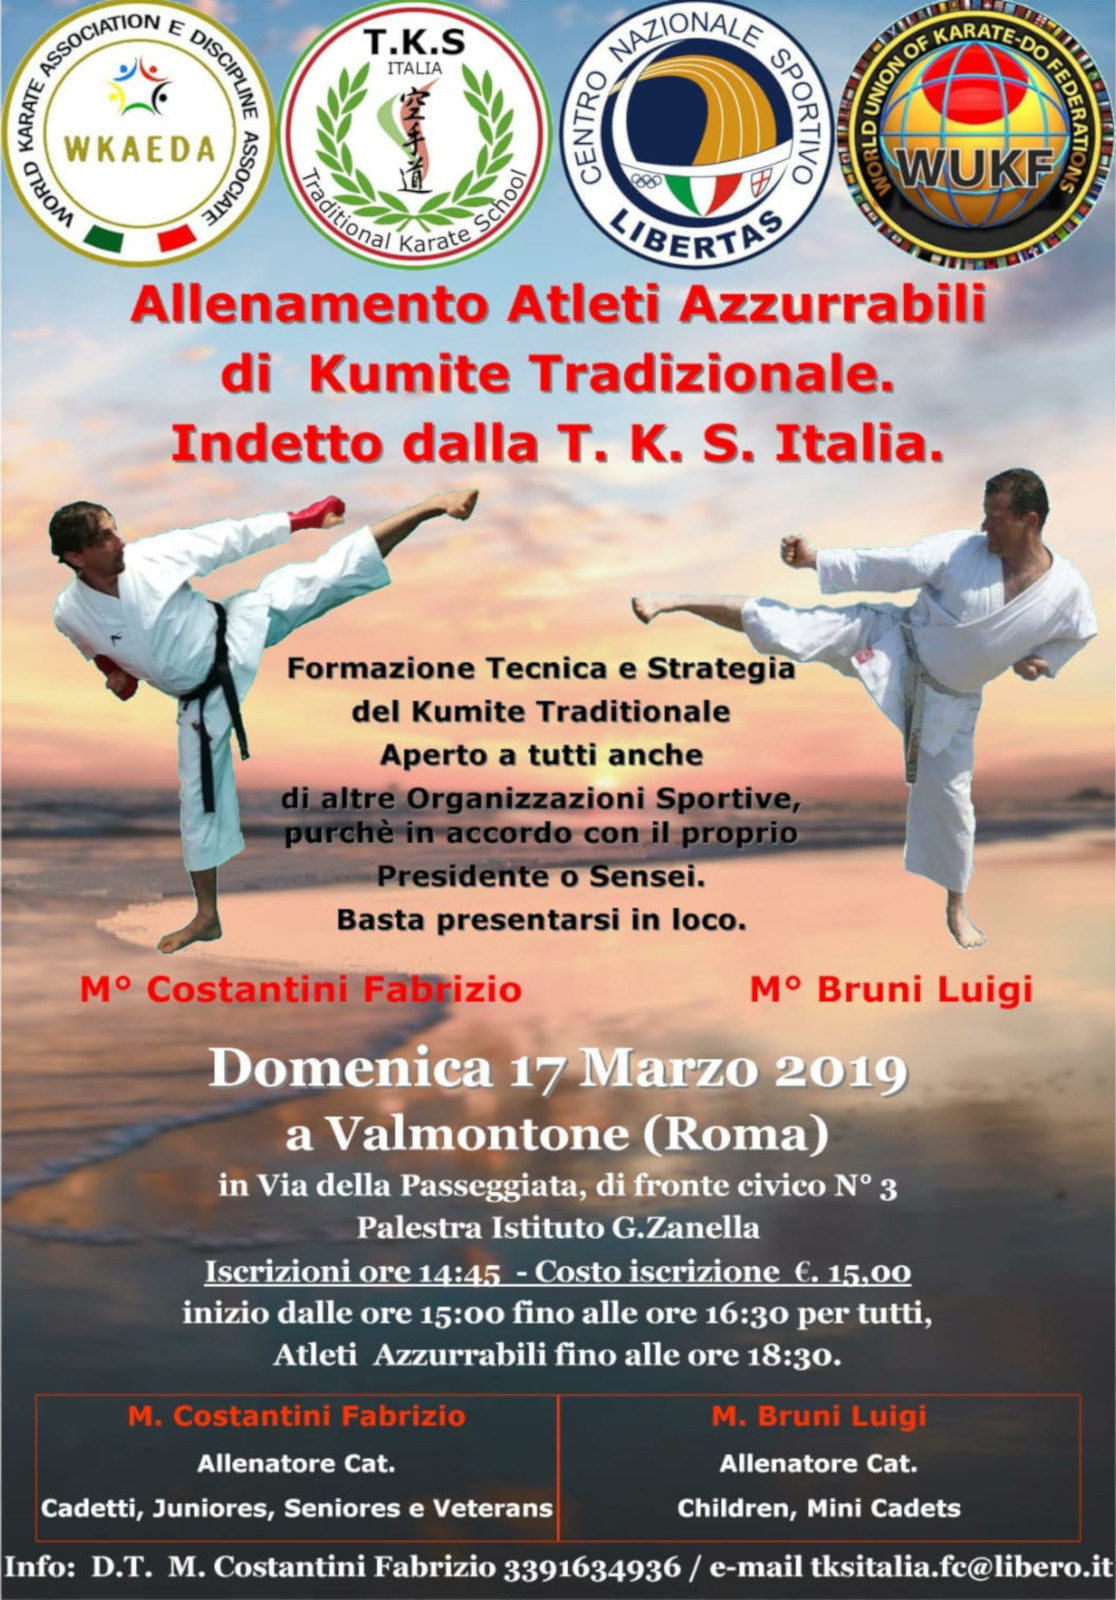 WORLD KARATE ASSOCIATION E DISCIPLINE ASSOCIATE
WKAEDA
T.K.S
ITALIA
空
手
道
Traditional Karate School
CENTRO NAZIONALE SPORTIVO
LIBERTAS
WORLD UNION OF KARATE-DO FEDERATIONS
WUKF
Allenamento Atleti Azzurrabili
di Kumite Tradizionale.
Indetto dalla T. K. S. Italia.
Formazione Tecnica e Strategia
del Kumite Traditionale
Aperto a tutti anche
di altre Organizzazioni Sportive,
purchè in accordo con il proprio
Presidente o Sensei.
Basta presentarsi in loco.
M° Costantini Fabrizio
M° Bruni Luigi
Domenica 17 Marzo 2019
a Valmontone (Roma)
in Via della Passeggiata, di fronte civico N° 3
Palestra Istituto G.Zanella
Iscrizioni ore 14:45 - Costo iscrizione €. 15,00
inizio dalle ore 15:00 fino alle ore 16:30 per tutti,
Atleti Azzurrabili fino alle ore 18:30.
M. Costantini Fabrizio
Allenatore Cat.
Cadetti, Juniores, Seniores e Veterans
M. Bruni Luigi
Allenatore Cat.
Children, Mini Cadets
Info: D.T. M. Costantini Fabrizio 3391634936 / e-mail tksitalia.fc@libero.it